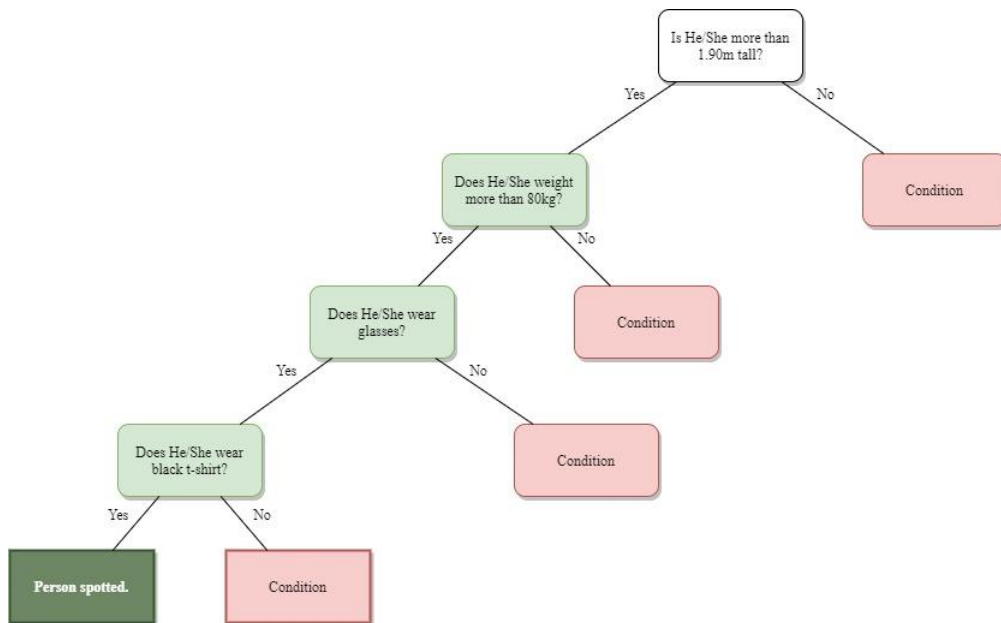 Is He/She more than
1.90m tall?
Yes
No
Does He/She weight
more than 80kg?
Condition
Yes
No
Does He/She wear
glasses?
Condition
Yes
No
Does He/She wear
black t-shirt?
Condition
Yes
No
Person spotted.
Condition